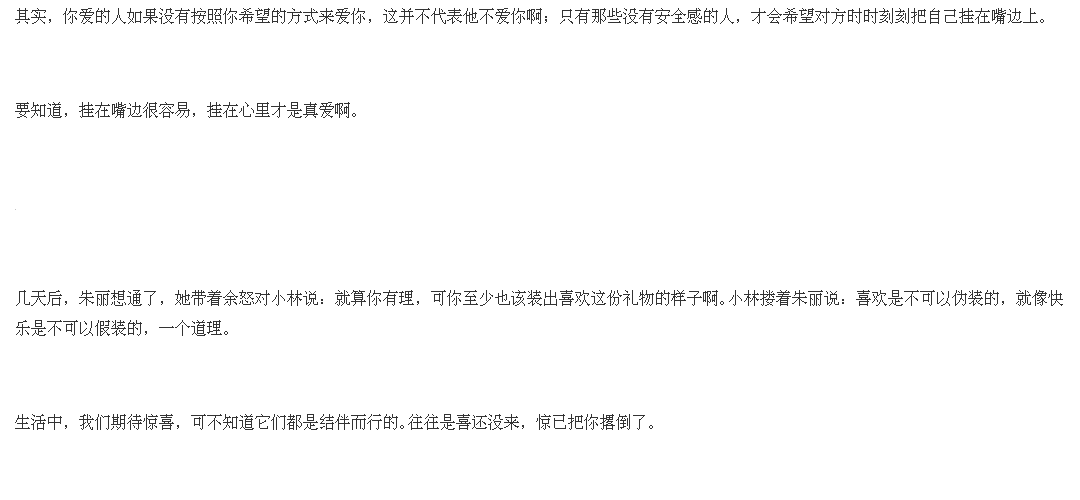 其实，你爱的人如果没有按照你希望的方式来爱你，这并不代表他不爱你啊；只有那些没有安全感的人，才会希望对方时时刻刻把自己挂在嘴边上。
要知道，挂在嘴边很容易，挂在心里才是真爱啊。
几天后，朱丽想通了，她带着余怒对小林说：就算你有理，可你至少也该装出喜欢这份礼物的样子啊。小林搂着朱丽说：喜欢是不可以伪装的，就像快
乐是不可以假装的，一个道理。
生活中，我们期待惊喜，可不知道它们都是结伴而行的。往往是喜还没来，惊已把你撂倒了。